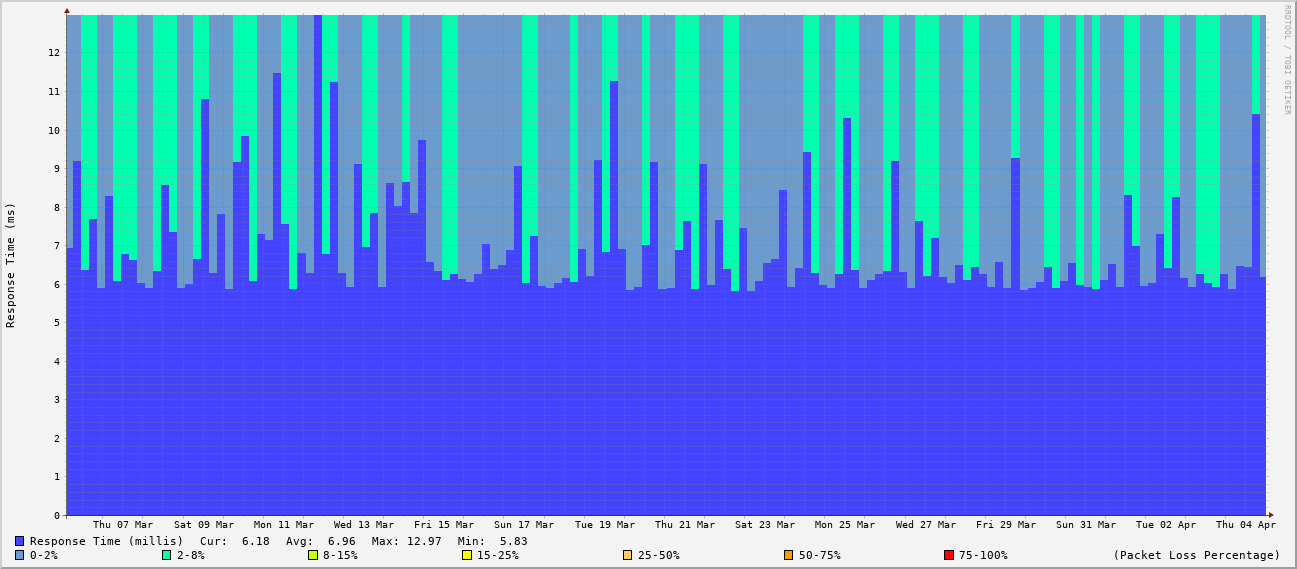 RRDTOOL / TOBI OETIKER
Response Time (ms)
12
11
10
9
8
7
6
5
4
3
2
1
0
Thu 07 Mar Sat 09 Mar Mon 11 Mar Wed 13 Mar Fri 15 Mar Sun 17 Mar Tue 19 Mar Thu 21 Mar Sat 23 Mar Mon 25 Mar Wed 27 Mar Fri 29 Mar Sun 31 Mar Tue 02 Apr Thu 04 Apr
Response Time (millis) Cur: 6.18 Avg: 6.96 Max: 12.97 Min: 5.83
0-2% 2-8% 8-15% 15-25% 25-50% 50-75% 75-100% (Packet Loss Percentage)